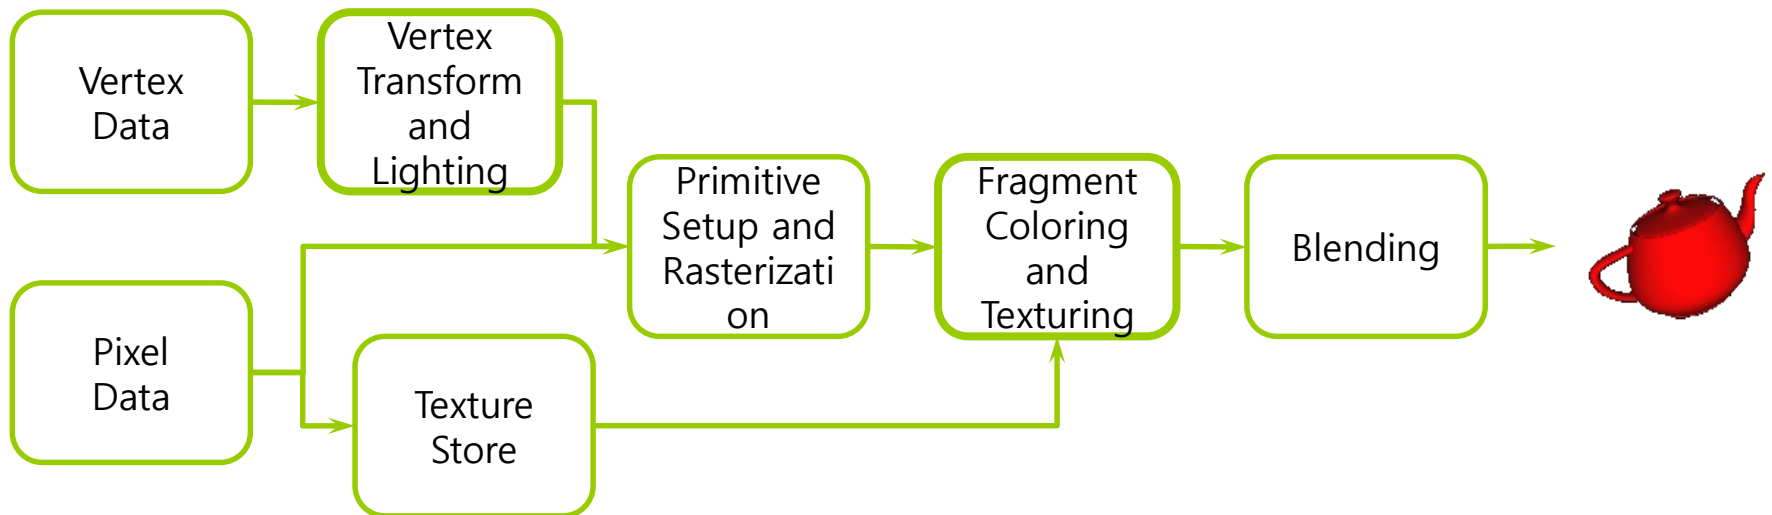 Vertex
Data
Vertex
Transform
and
Lighting
Primitive
Setup and
Rasterizati
on
Fragment
Coloring
and
Texturing
Blending
Pixel
Data
Texture
Store